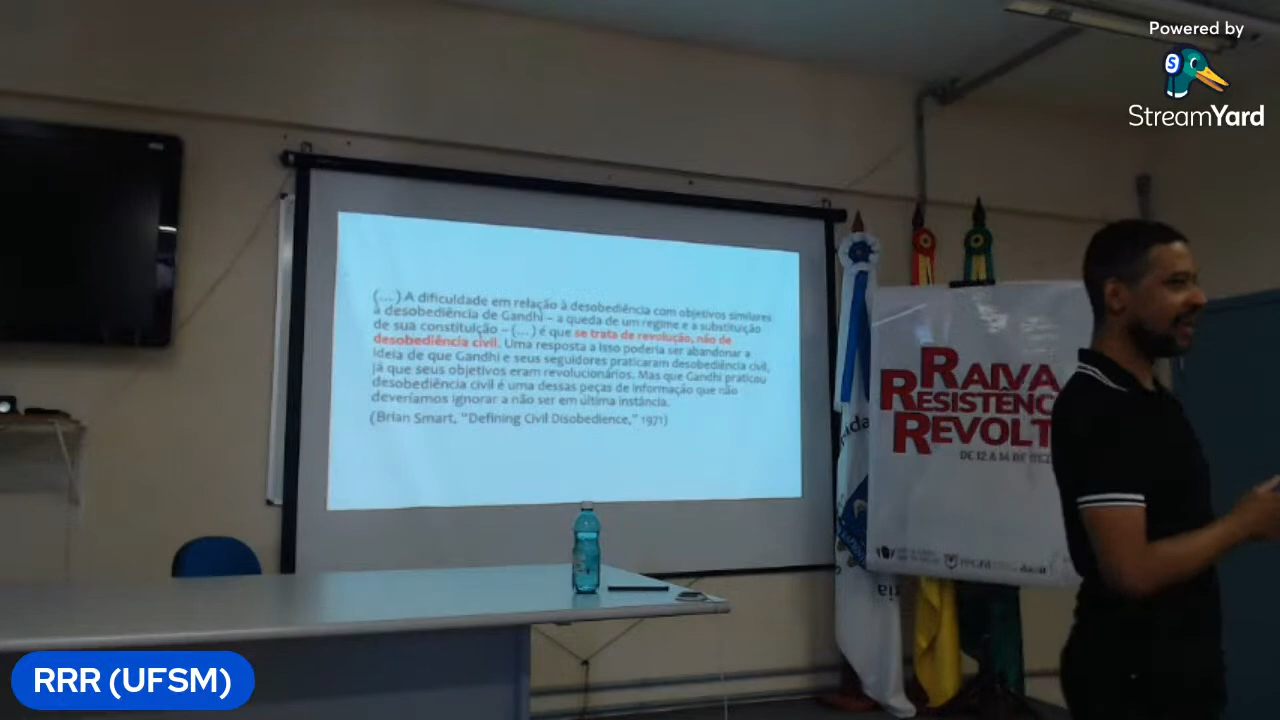 Powered by
StreamYard
(...) A dificuldade em relação à desobediência com objetivos similares
à desobediência de Gandhi – a queda de um regime e a substituição
de sua constituição – (...) é que se trata de revolução, não de
desobediência civil. Uma resposta a isso poderia ser abandonar a
ideia de que Gandhi e seus seguidores praticaram desobediência civil,
já que seus objetivos eram revolucionários. Mas que Gandhi praticou
desobediência civil é uma dessas peças de informação que não
deveríamos ignorar a não ser em última instância.
(Brian Smart, “Defining Civil Disobedience,” 1971)
RAIVA
RESISTÊNC
REVOLT
DE 12 A 14 DE
RRR (UFSM)